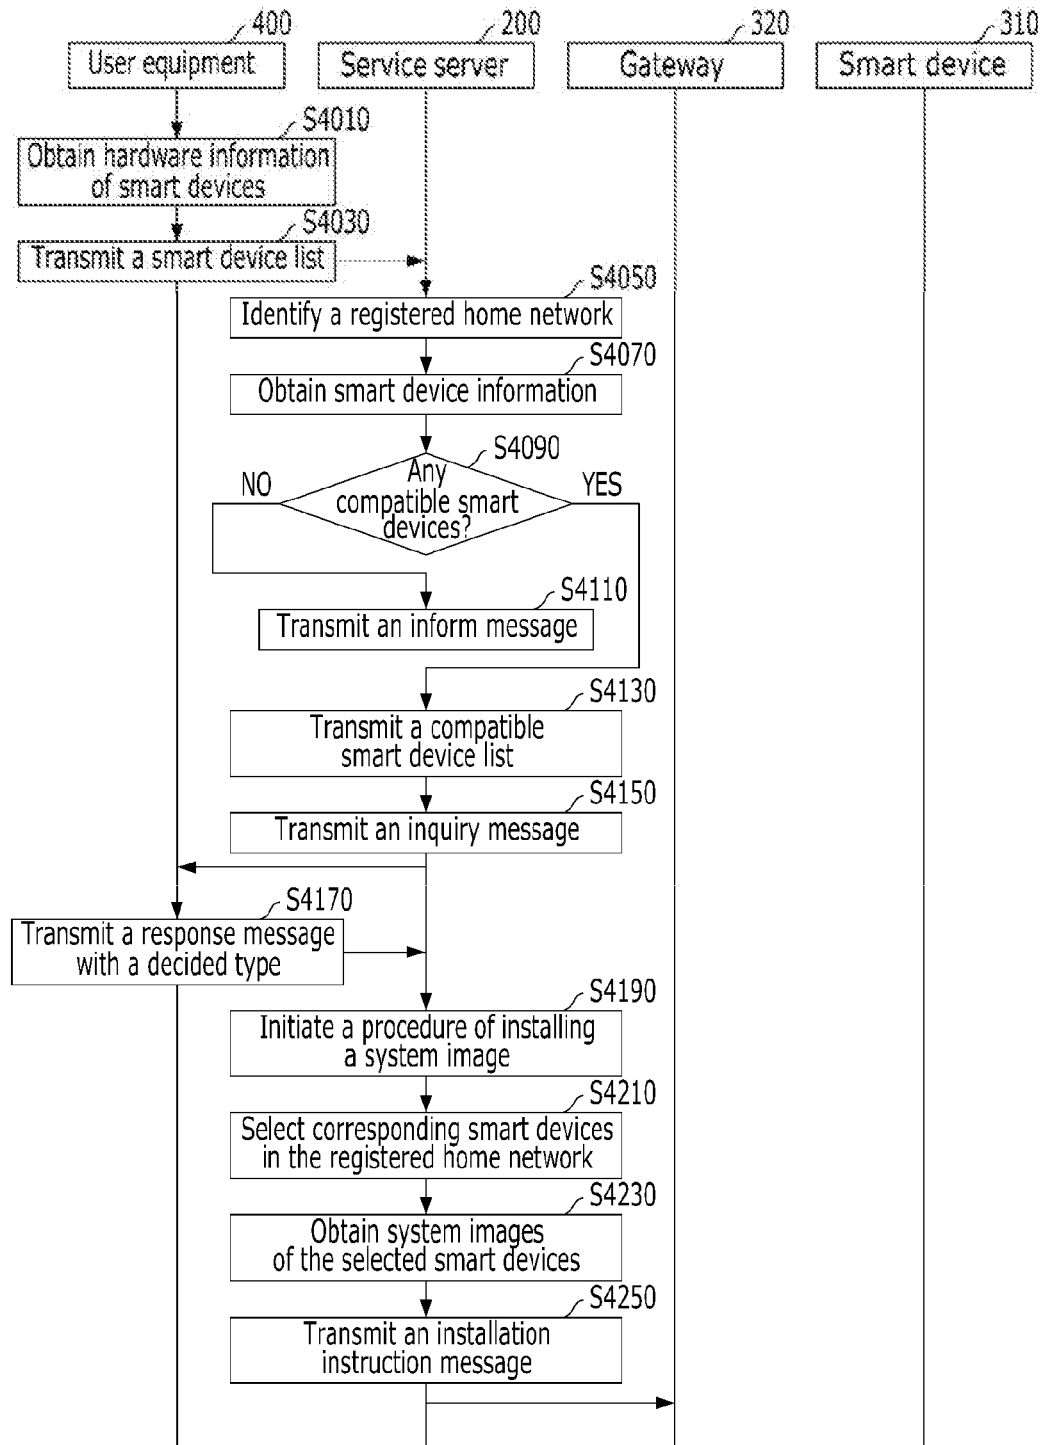 400
200
320
310
User equipment
Service server
Gateway
Smart device
S4010
Obtain hardware information
of smart devices
S4030
Transmit a smart device list
S4050
Identify a registered home network
S4070
Obtain smart device information
S4090
NO
Any
YES
compatible smart
devices?
S4110
Transmit an inform message
S4130
Transmit a compatible
smart device list
S4150
Transmit an inquiry message
S4170
Transmit a response message
with a decided type
S4190
Initiate a procedure of installing
a system image
S4210
Select corresponding smart devices
in the registered home network
S4230
Obtain system images
of the selected smart devices
S4250
Transmit an installation
instruction message